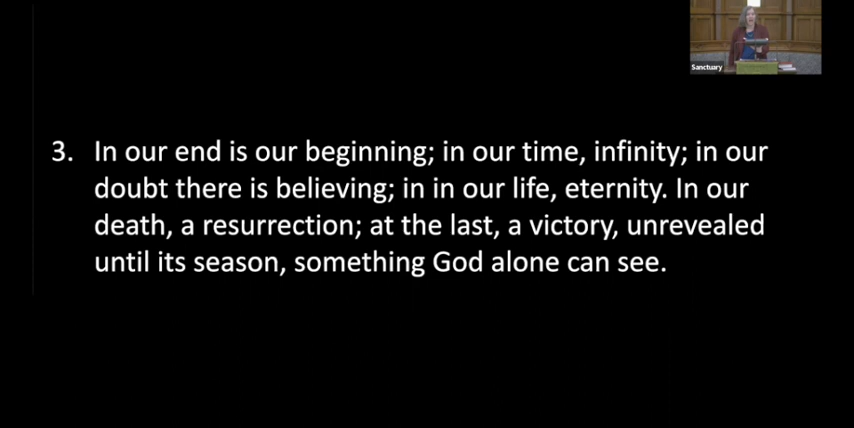 Sanctuary
3. In our end is our beginning; in our time, infinity; in our
doubt there is believing; in in our life, eternity. In our
death, a resurrection; at the last, a victory, unrevealed
until its season, something God alone can see.